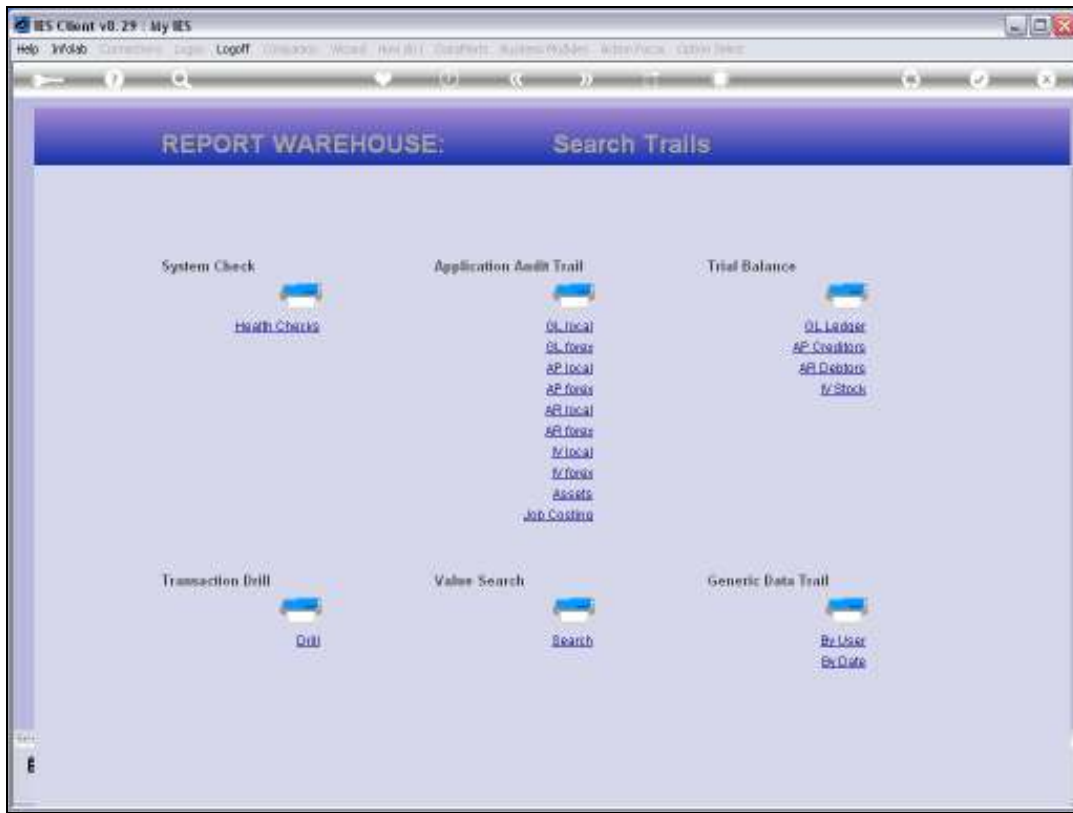 IES Client v8.29 : My IES
Help Infolab Logoff
REPORT WAREHOUSE: Search Trails
System Check
Health Checks
Application Audit Trail
GL local
GL forex
AP local
AP forex
AR local
AR forex
IV local
IV forex
Assets
Job Costing
Trial Balance
GL Ledger
AP Creditors
AR Debtors
IV Stock
Transaction Drill
Drill
Value Search
Search
Generic Data Trail
By User
By Date